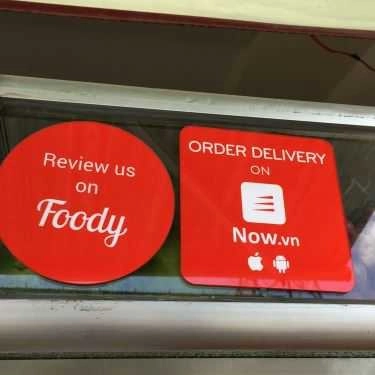 Review us
on
Foody
ORDER DELIVERY
ON
Now.vn